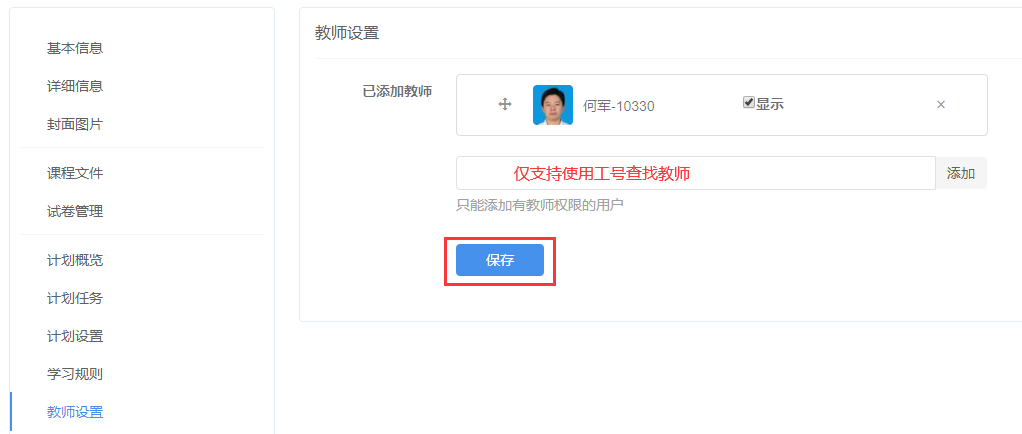 基本信息
详细信息
封面图片
课程文件
试卷管理
计划概览
计划任务
计划设置
学习规则
教师设置
教师设置
已添加教师
何军-10330
显示
×
仅支持使用工号查找教师
添加
只能添加有教师权限的用户
保存